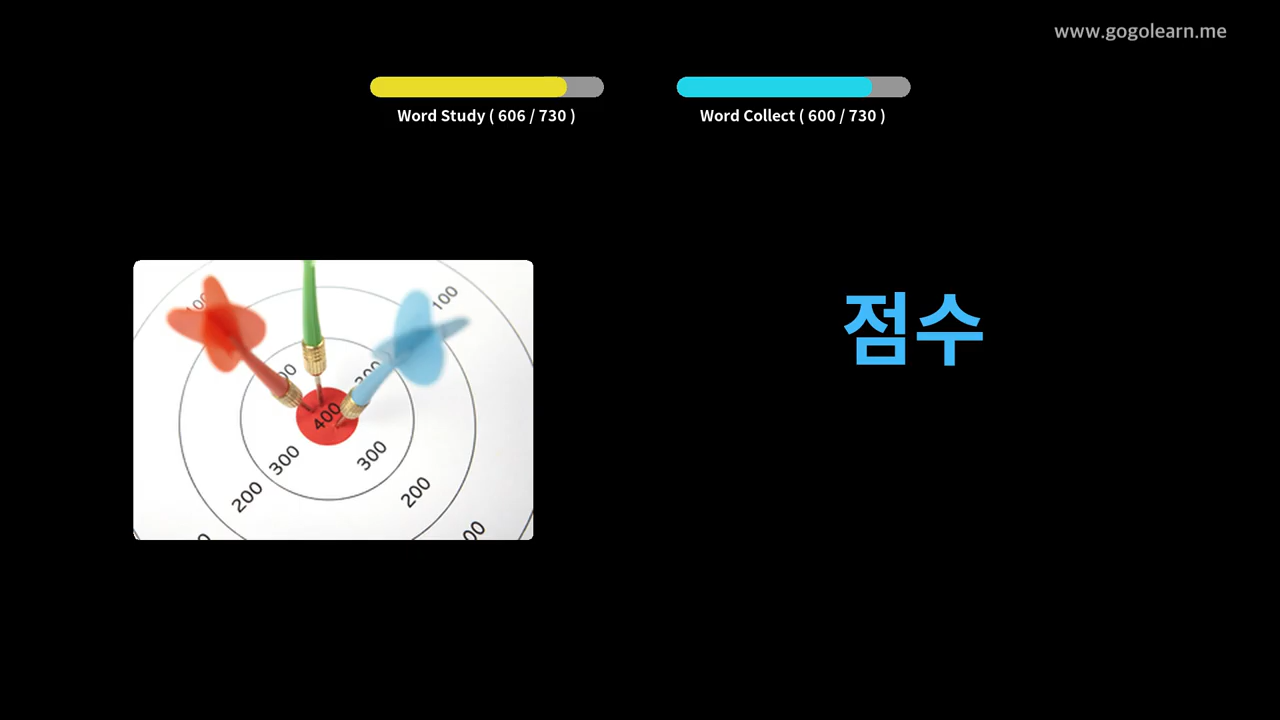 www.gogolearn.me
Word Study ( 606 / 730 )
Word Collect ( 600 / 730 )
점수
100
100
400
300
300
200
200